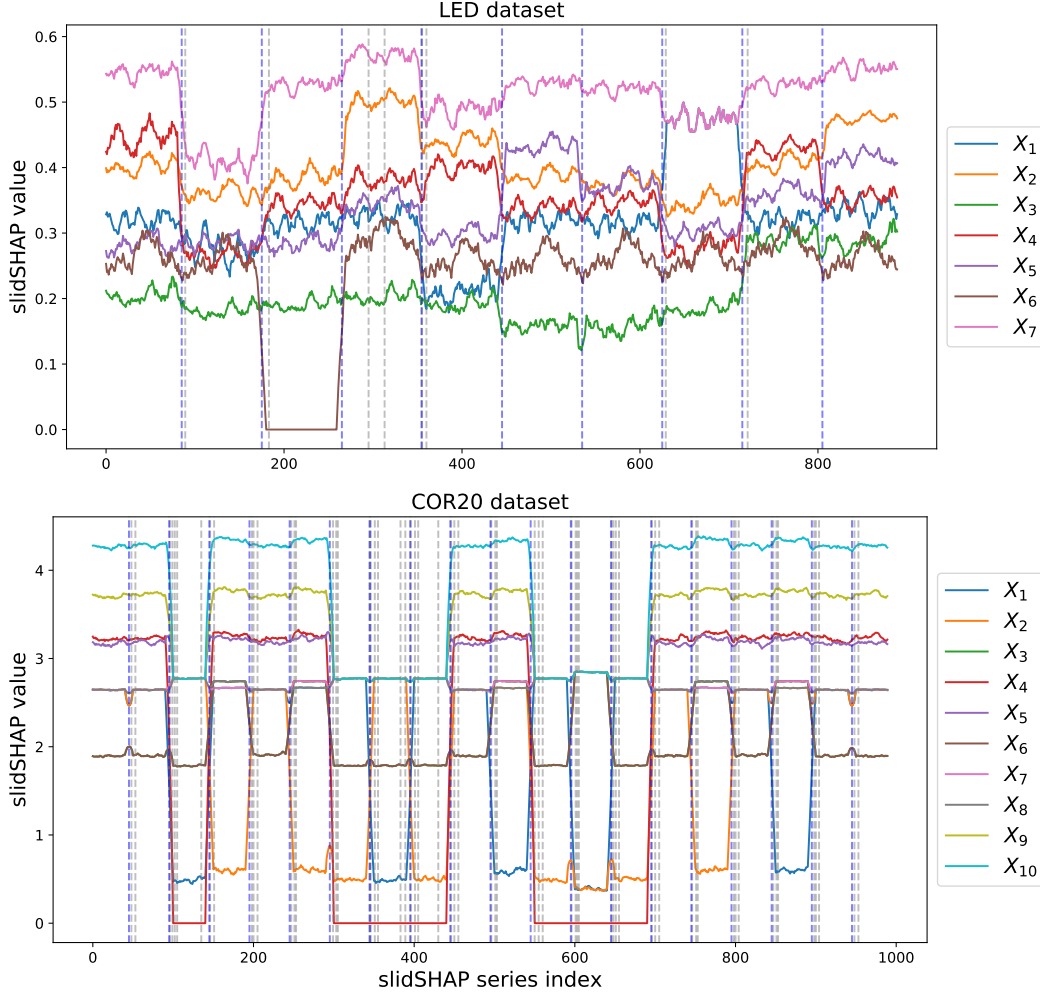 LED dataset
slidSHAP value
0.6
0.5
0.4
0.3
0.2
0.1
0.0
0
200
400
600
800
X1
X2
X3
X4
X5
X6
X7
COR20 dataset
slidSHAP value
4
3
2
1
0
0
200
400
600
800
1000
slidSHAP series index
X1
X2
X3
X4
X5
X6
X7
X8
X9
X10